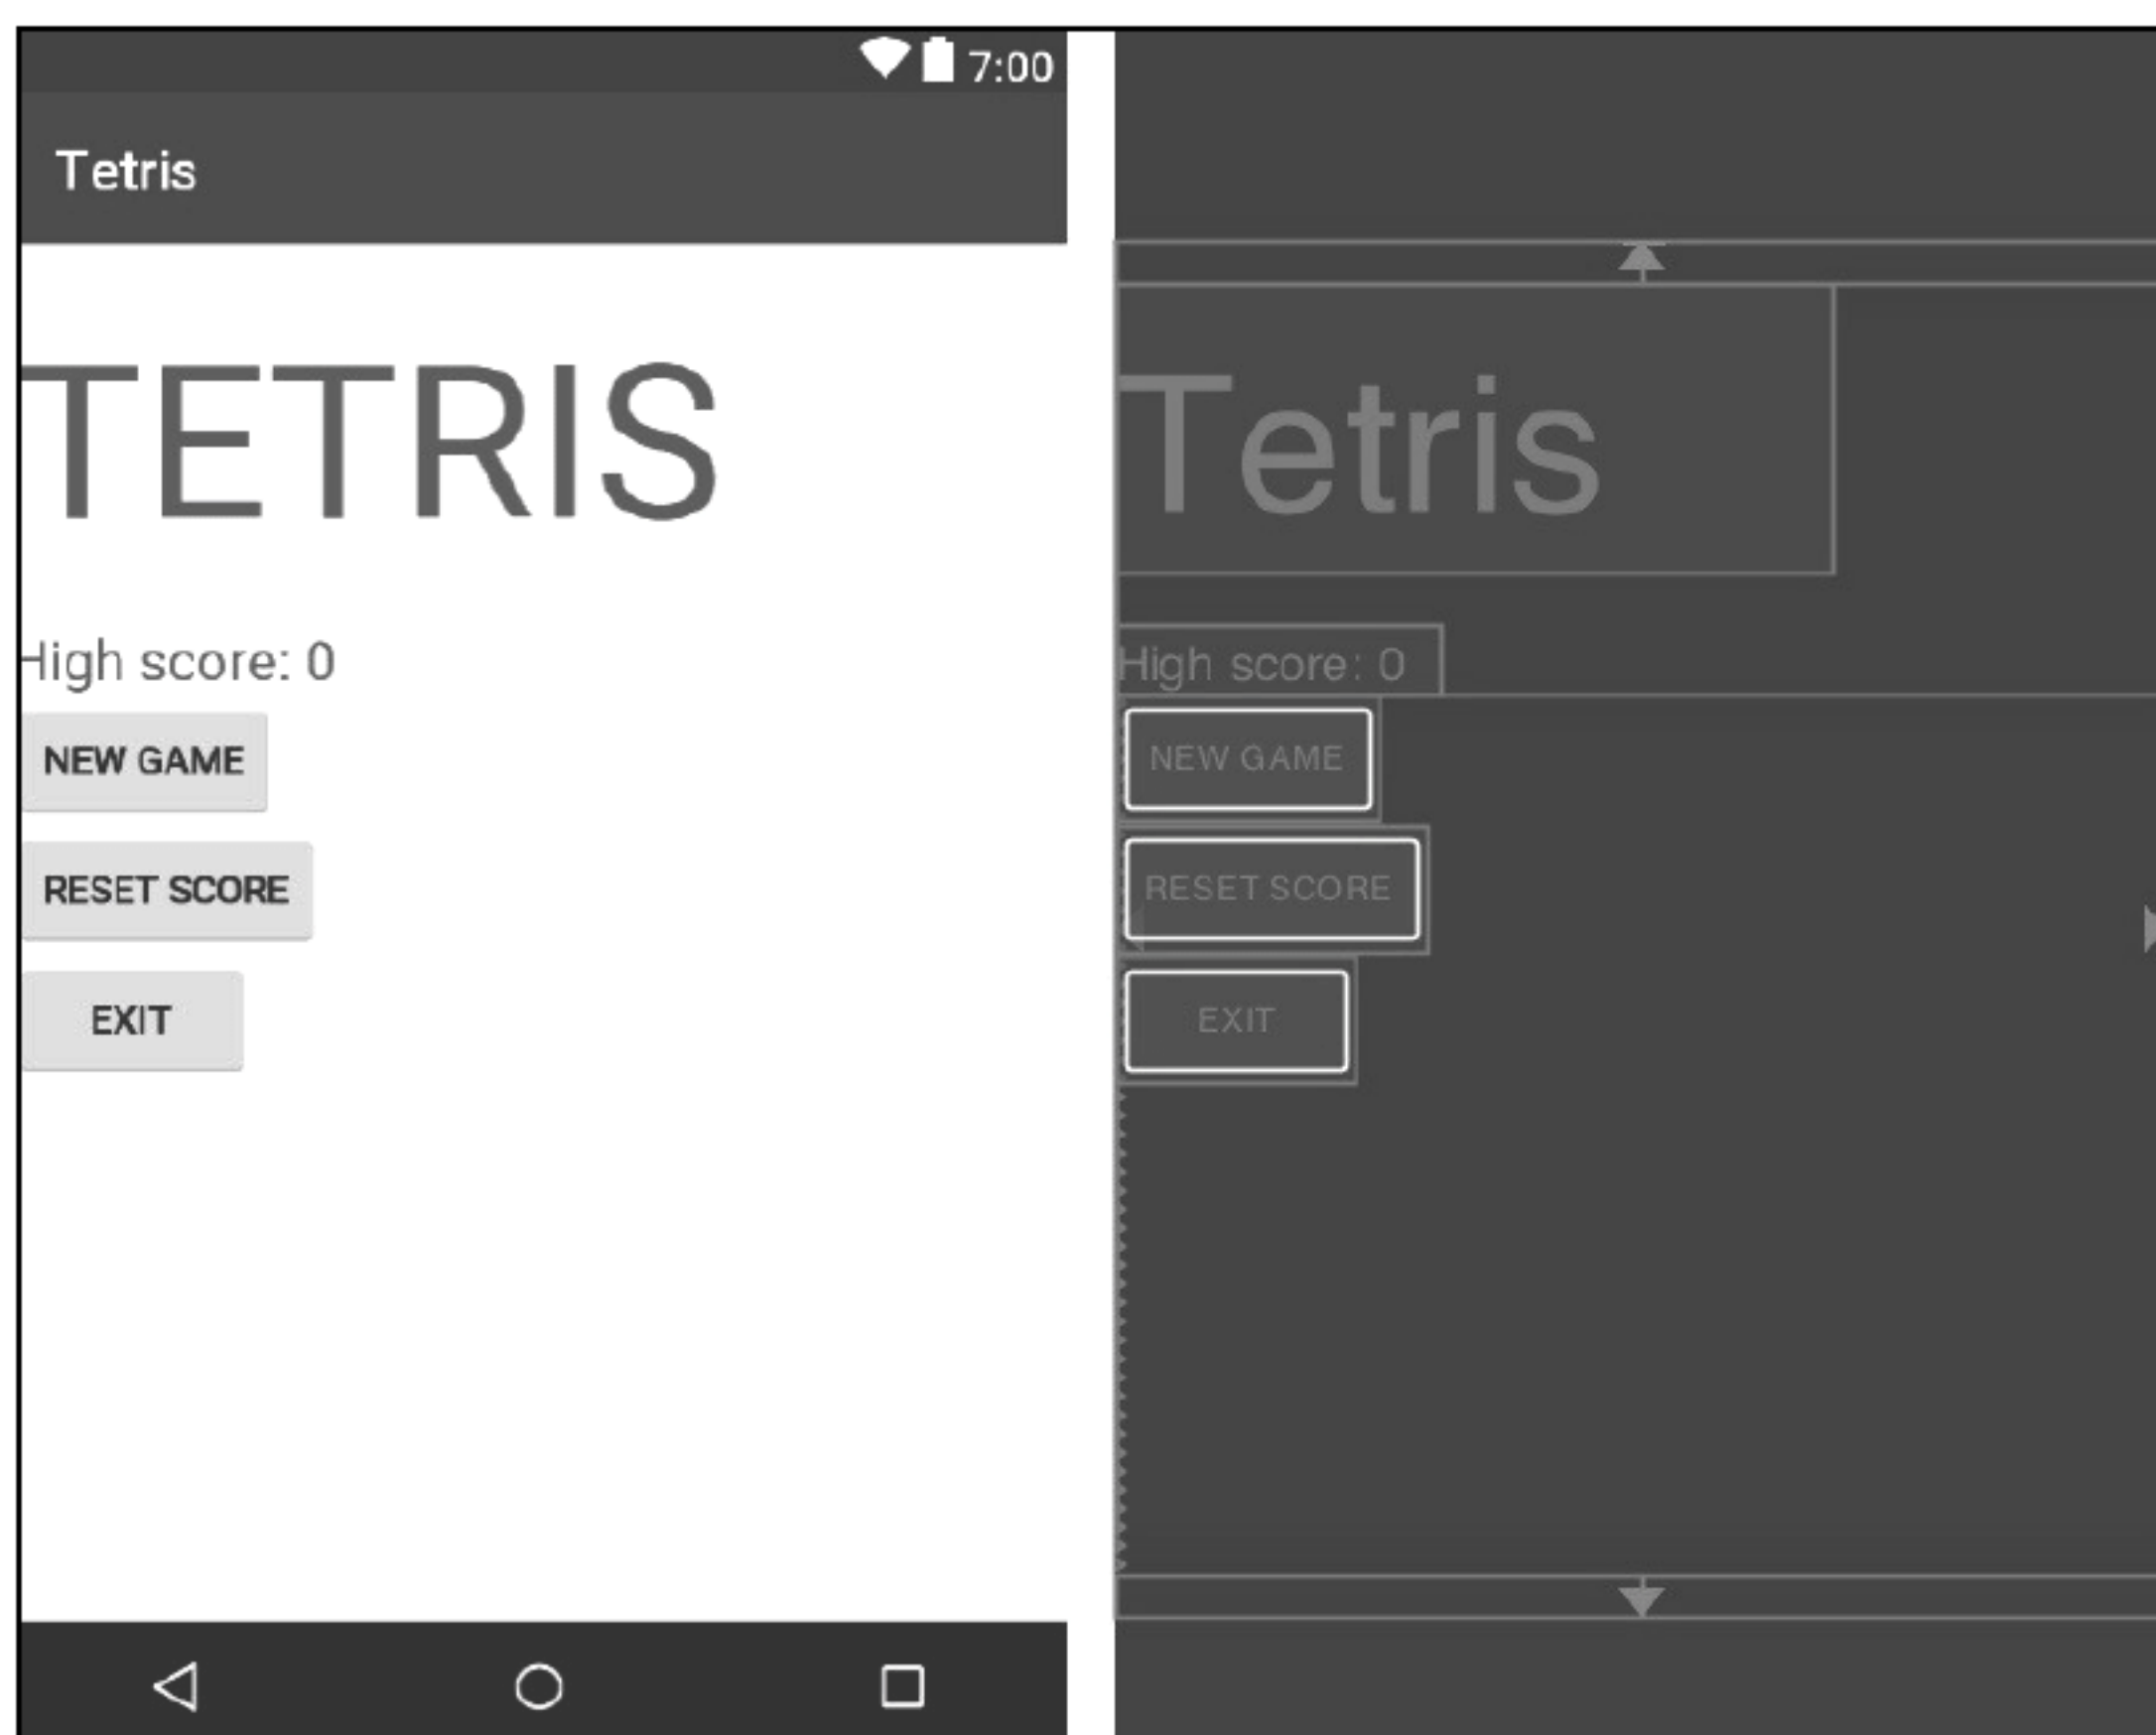 7:00
Tetris
TETRIS
High score: 0
NEW GAME
RESET SCORE
EXIT
Tetris
High score: 0
NEW GAME
RESET SCORE
EXIT